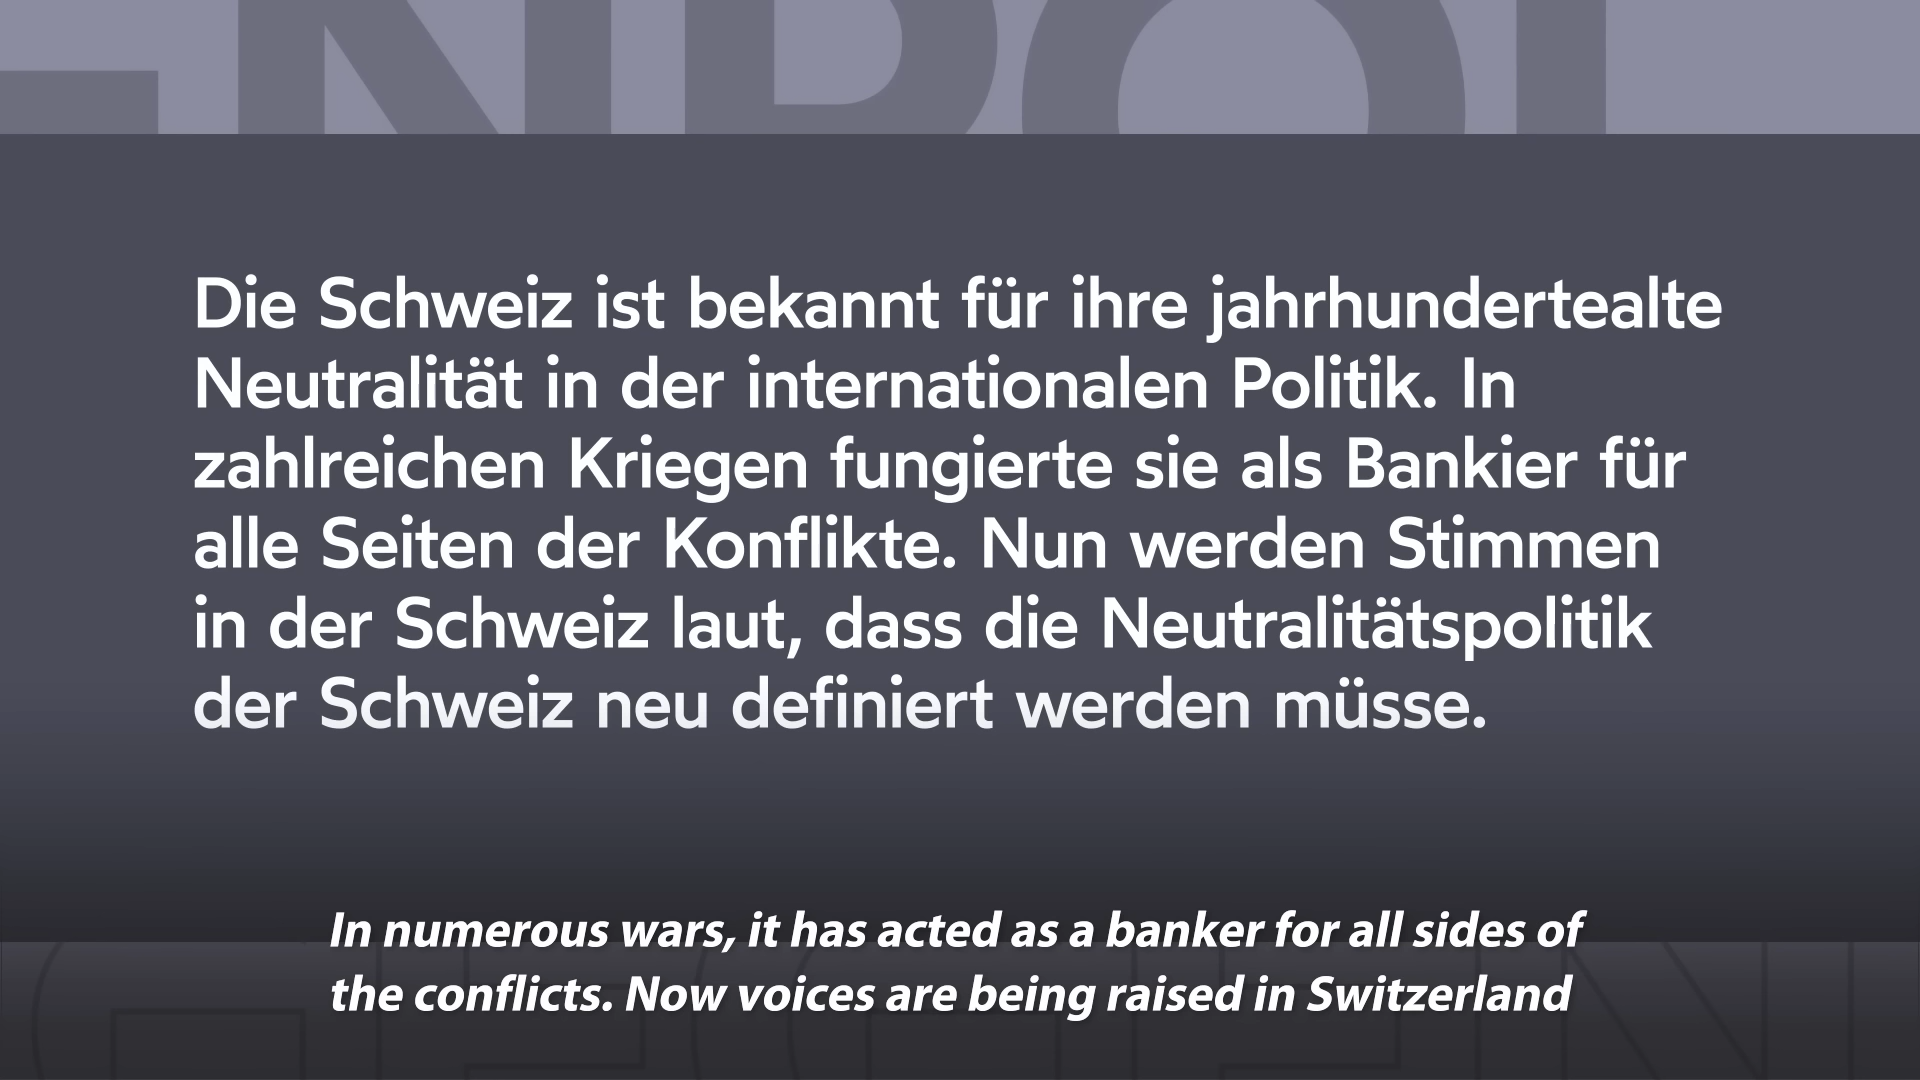 Die Schweiz ist bekannt für ihre jahrhundertealte
Neutralität in der internationalen Politik. In
zahlreichen Kriegen fungierte sie als Bankier für
alle Seiten der Konflikte. Nun werden Stimmen
in der Schweiz laut, dass die Neutralitätspolitik
der Schweiz neu definiert werden müsse.
In numerous wars, it has acted as a banker for all sides of
the conflicts. Now voices are being raised in Switzerland